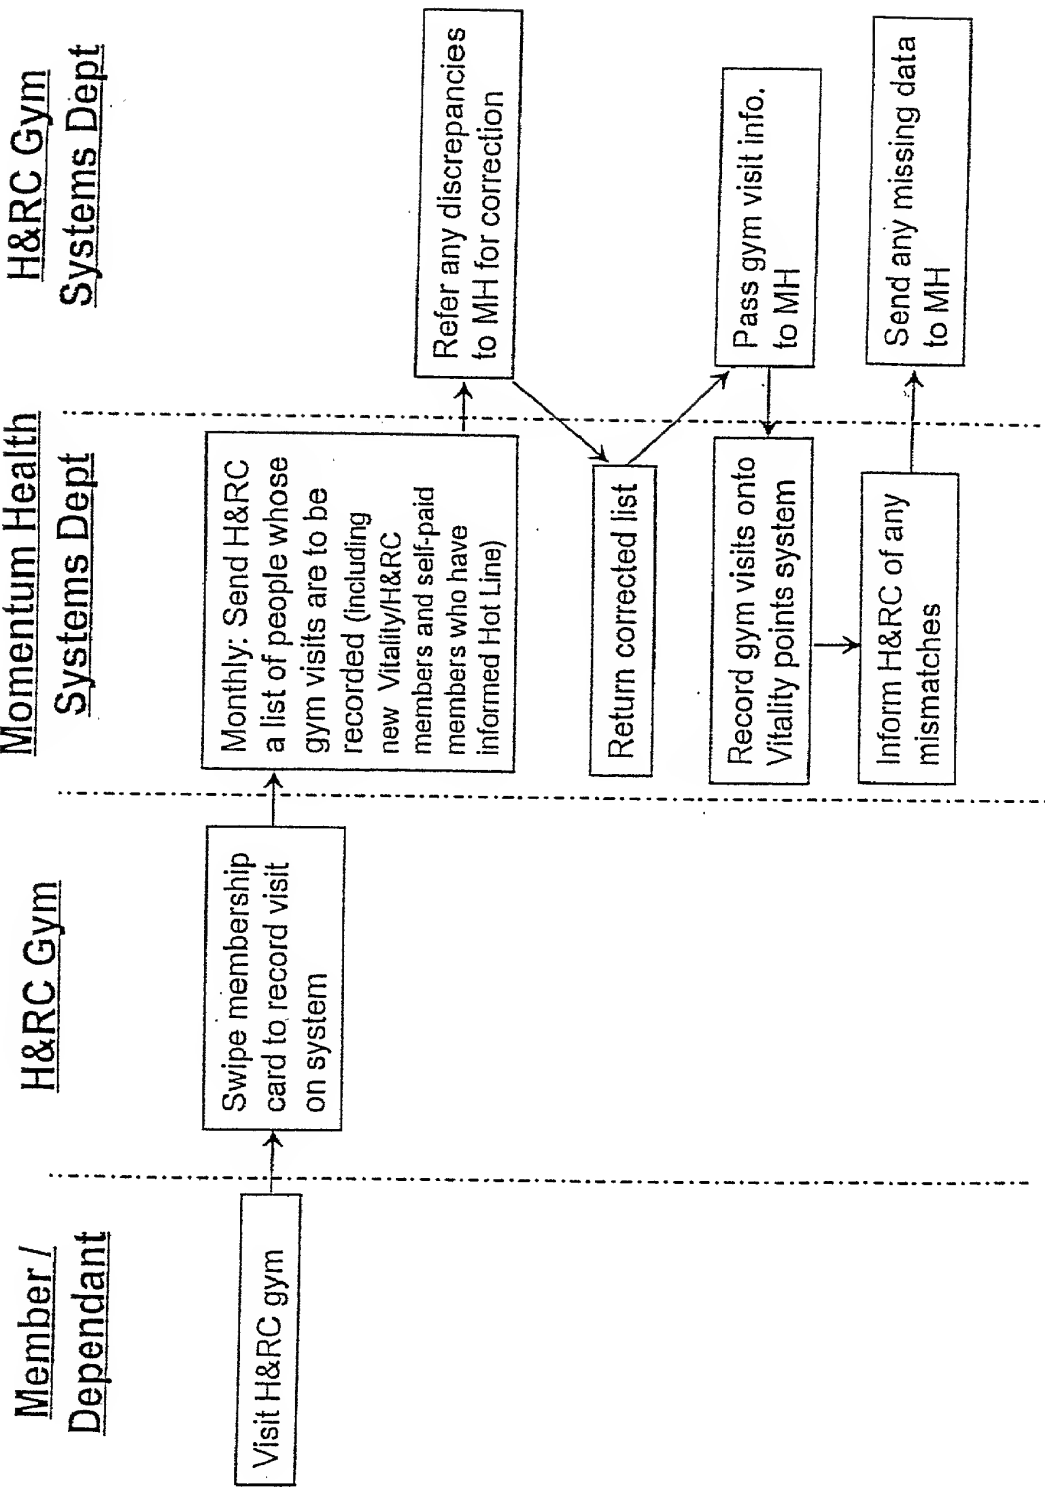 Member /
Dependant
H&RC Gym
Momentum Health
Systems Dept
H&RC Gym
Systems Dept
Visit H&RC gym
Swipe membership
card to record visit
on system
Monthly: Send H&RC
a list of people whose
gym visits are to be
recorded (including
new Vitality/H&RC
members and self-paid
members who have
informed Hot Line)
Refer any discrepancies
to MH for correction
Return corrected list
Pass gym visit info.
to MH
Record gym visits onto
Vitality points system
Inform H&RC of any
mismatches
Send any missing data
to MH